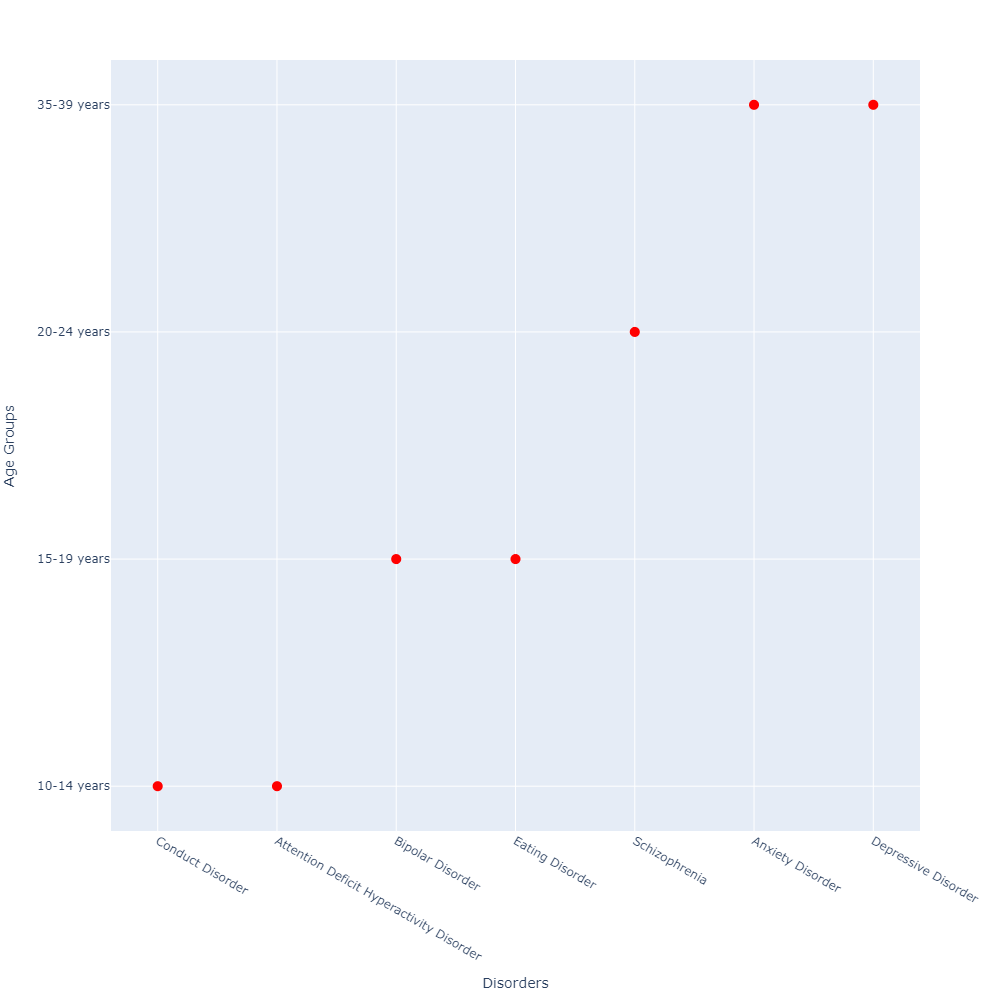 35-39 years
20-24 years
15-19 years
10-14 years
Age Groups
Conduct Disorder
Attention Deficit Hyperactivity Disorder
Bipolar Disorder
Eating Disorder
Schizophrenia
Anxiety Disorder
Depressive Disorder
Disorders